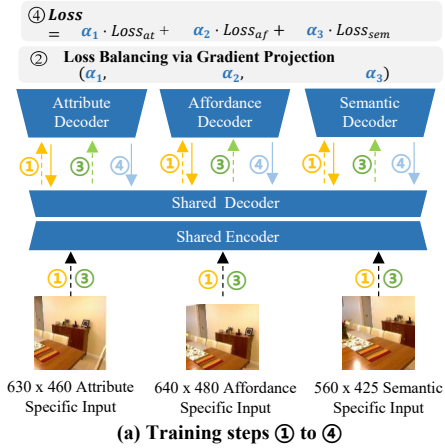 ④ Loss
= α₁ · Loss_at + α₂ · Loss_af + α₃ · Loss_sem
② Loss Balancing via Gradient Projection
(α₁, α₂, α₃)
Attribute Decoder
Affordance Decoder
Semantic Decoder
① ③ ④ ① ③ ④ ① ③ ④
Shared Decoder
Shared Encoder
① ③ ① ③ ① ③
630 x 460 Attribute Specific Input
640 x 480 Affordance Specific Input
560 x 425 Semantic Specific Input
(a) Training steps ① to ④